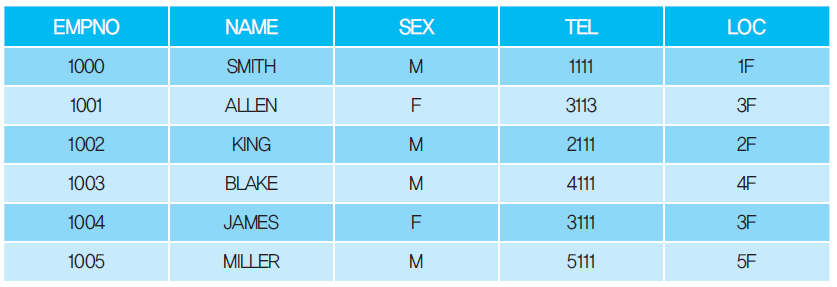 EMPNO NAME SEX TEL LOC
1000 SMITH M 1111 1F
1001 ALLEN F 3113 3F
1002 KING M 2111 2F
1003 BLAKE M 4111 4F
1004 JAMES F 3111 3F
1005 MILLER M 5111 5F